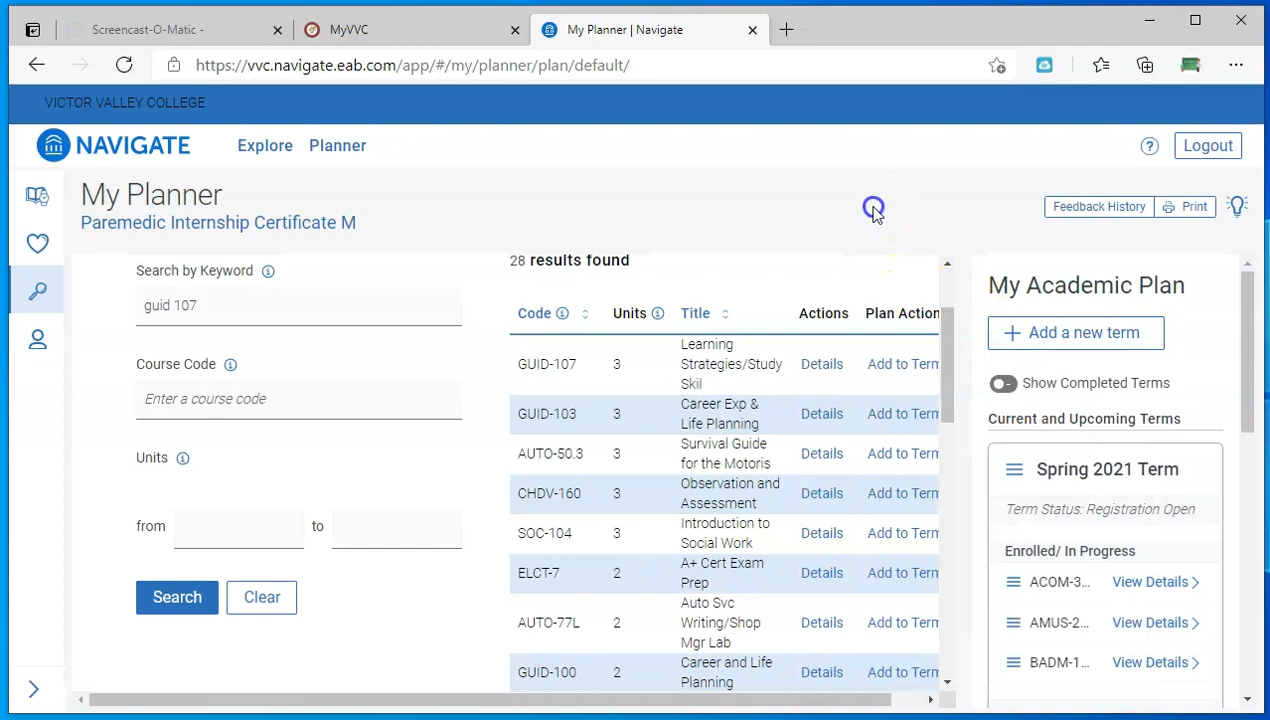 Screencast-O-Matic -
MyVVC
My Planner | Navigate
https://vvc.navigate.eab.com/app/#/my/planner/plan/default/
VICTOR VALLEY COLLEGE
NAVIGATE
Explore
Planner
Logout
My Planner
Paremedic Internship Certificate M
Feedback History
Print
Search by Keyword
guid 107
Course Code
Enter a course code
Units
from
to
Search
Clear
28 results found
Code Units Title Actions Plan Action
GUID-107 3 Learning Strategies/Study Skil Details Add to Term
GUID-103 3 Career Exp & Life Planning Details Add to Term
AUTO-50.3 3 Survival Guide for the Motoris Details Add to Term
CHDV-160 3 Observation and Assessment Details Add to Term
SOC-104 3 Introduction to Social Work Details Add to Term
ELCT-7 2 A+ Cert Exam Prep Details Add to Term
AUTO-77L 2 Auto Svc Writing/Shop Mgr Lab Details Add to Term
GUID-100 2 Career and Life Planning Details Add to Term
My Academic Plan
+ Add a new term
Show Completed Terms
Current and Upcoming Terms
Spring 2021 Term
Term Status: Registration Open
Enrolled/ In Progress
ACOM-3... View Details
AMUS-2... View Details
BADM-1... View Details